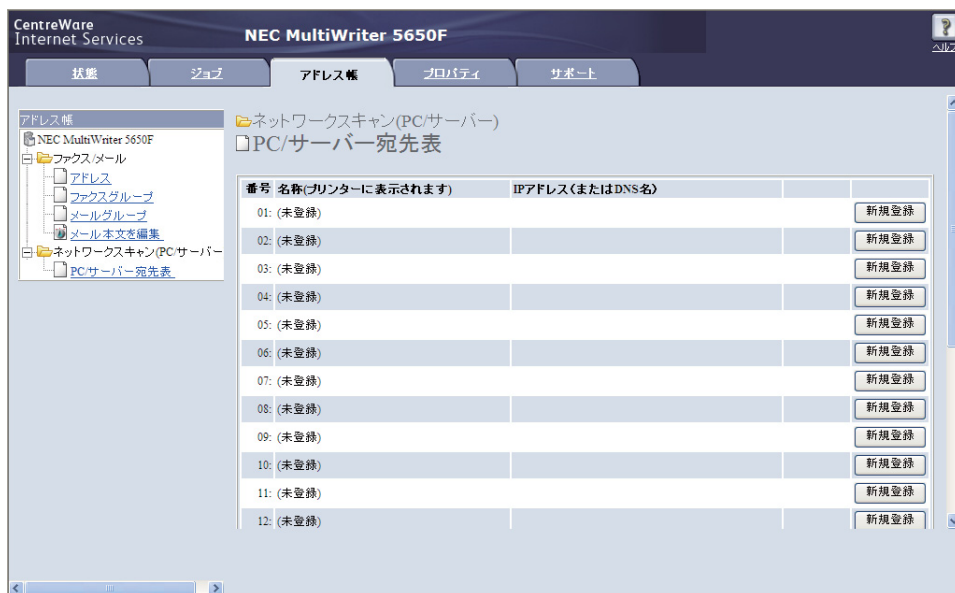 CentreWare
Internet Services
NEC MultiWriter 5650F
ヘルプ
状態
ジョブ
アドレス帳
プロパティ
サポート
アドレス帳
NEC MultiWriter 5650F
ファクス/メール
アドレス
ファクスグループ
メールグループ
メール本文を編集
ネットワークスキャン(PC/サーバー
PC/サーバー宛先表
ネットワークスキャン(PC/サーバー)
PC/サーバー宛先表
番号 名称(プリンターに表示されます) IPアドレス(またはDNS名)
01: (未登録) 新規登録
02: (未登録) 新規登録
03: (未登録) 新規登録
04: (未登録) 新規登録
05: (未登録) 新規登録
06: (未登録) 新規登録
07: (未登録) 新規登録
08: (未登録) 新規登録
09: (未登録) 新規登録
10: (未登録) 新規登録
11: (未登録) 新規登録
12: (未登録) 新規登録